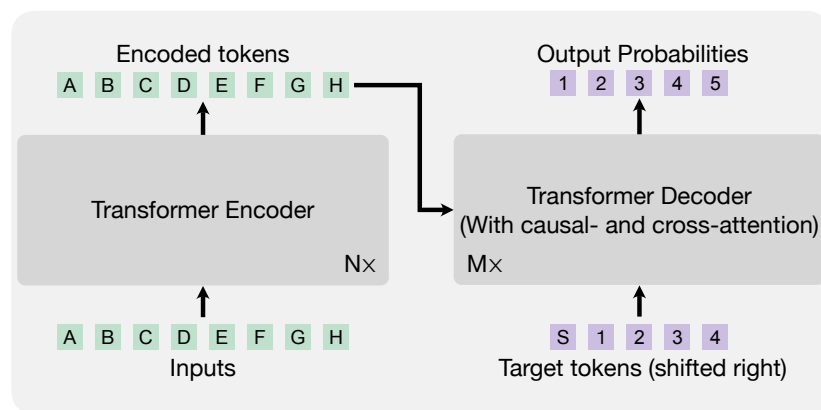 Encoded tokens
A B C D E F G H
Transformer Encoder
N×
A B C D E F G H
Inputs
Output Probabilities
1 2 3 4 5
Transformer Decoder
(With causal- and cross-attention)
M×
S 1 2 3 4
Target tokens (shifted right)